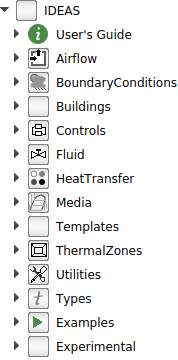 IDEAS
User's Guide
Airflow
BoundaryConditions
Buildings
Controls
Fluid
HeatTransfer
Media
Templates
ThermalZones
Utilities
Types
Examples
Experimental